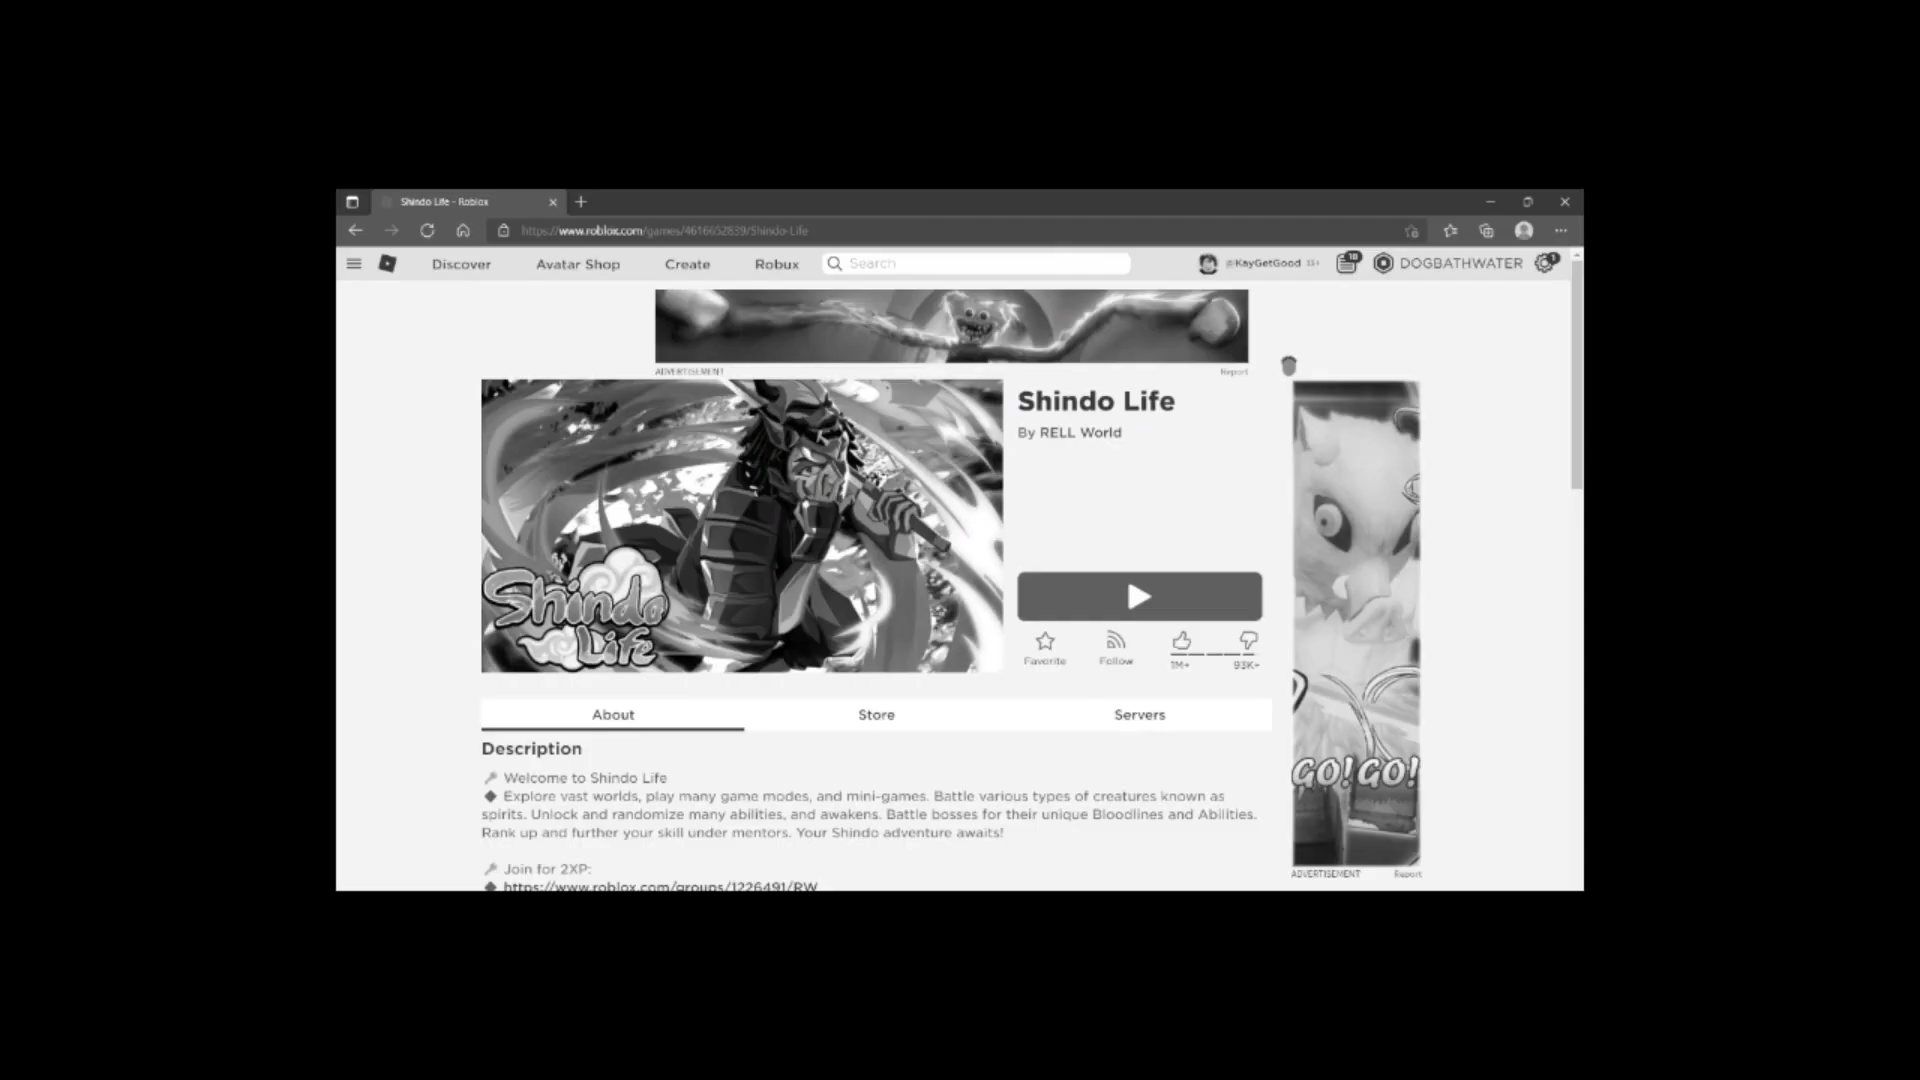 Shindo Life - Roblox
https://www.roblox.com/games/4616652839/Shindo-Life
Discover
Avatar Shop
Create
Robux
Search
@KayGetGood 13+
10
DOGBATHWATER
1
ADVERTISEMENT
Report
Shindo Life
By RELL World
Shindo
Life
Favorite
Follow
1M+
93K+
About
Store
Servers
Description
Welcome to Shindo Life
Explore vast worlds, play many game modes, and mini-games. Battle various types of creatures known as
spirits. Unlock and randomize many abilities, and awakens. Battle bosses for their unique Bloodlines and Abilities.
Rank up and further your skill under mentors. Your Shindo adventure awaits!
Join for 2XP:
https://www.roblox.com/groups/1226491/RW
GO! GO!
ADVERTISEMENT
Report